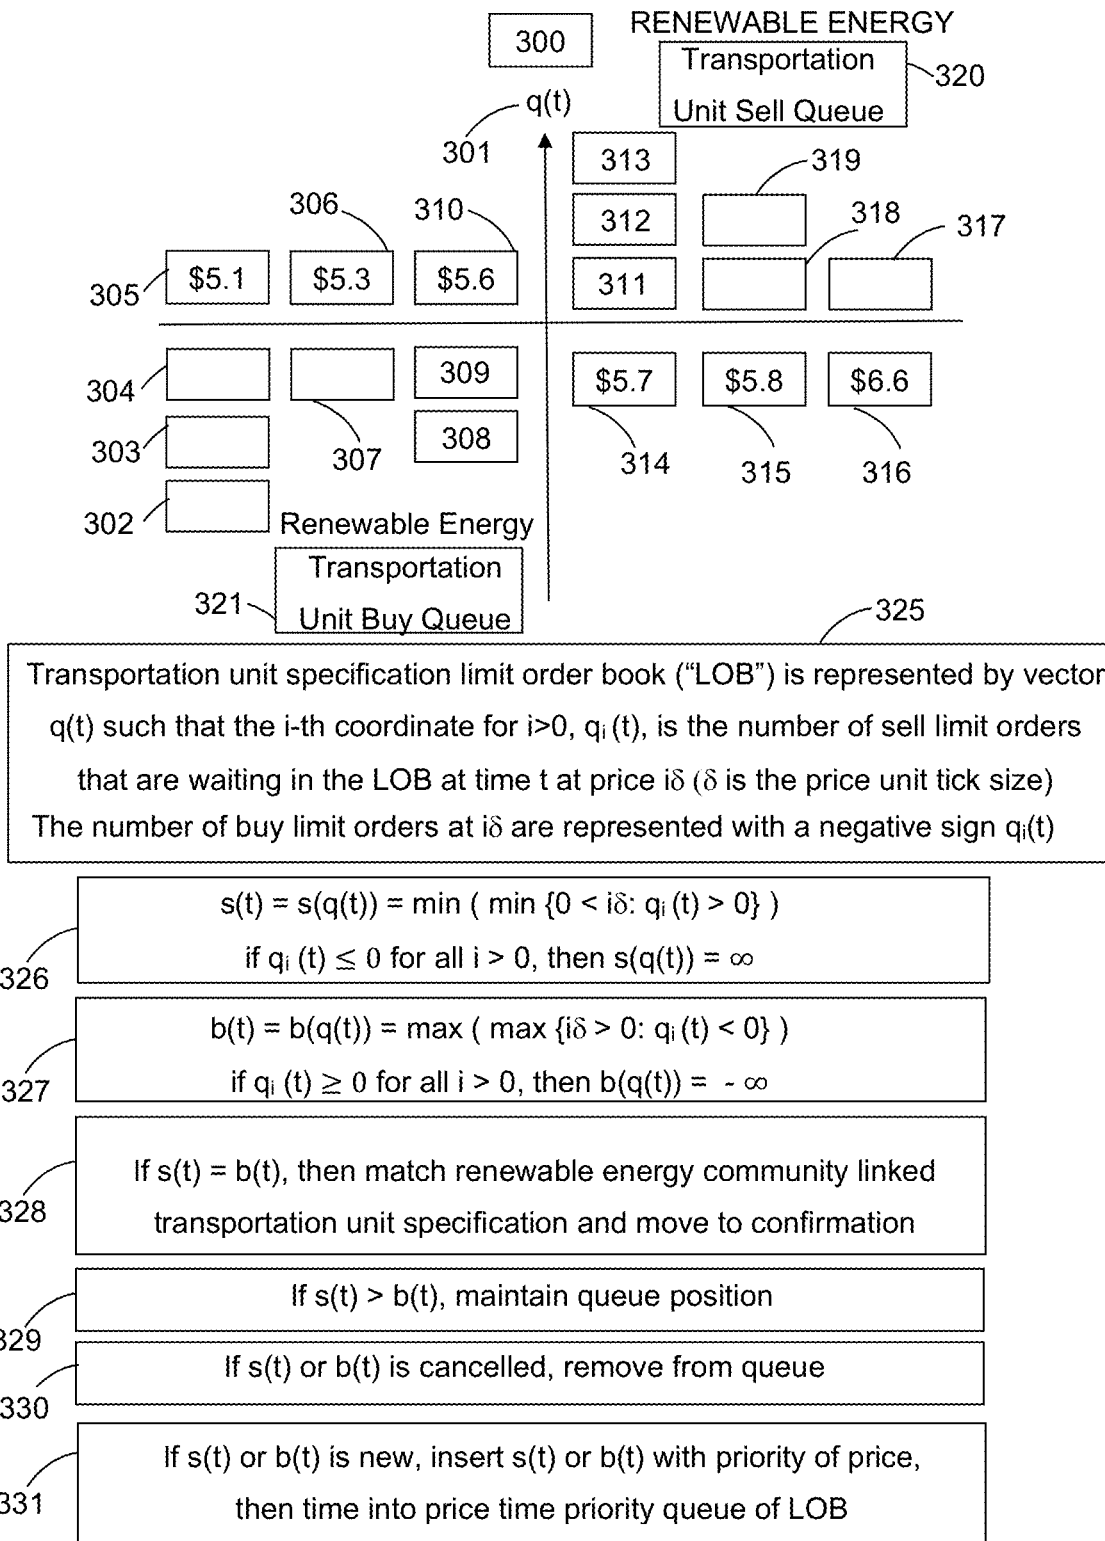 300
RENEWABLE ENERGY
Transportation
Unit Sell Queue
320
q(t)
301
313
319
306
310
312
318
317
305
$5.1
$5.3
$5.6
311
304
309
$5.7
$5.8
$6.6
303
307
308
314
315
316
302
Renewable Energy
Transportation
Unit Buy Queue
321
325
Transportation unit specification limit order book (“LOB”) is represented by vector
q(t) such that the i-th coordinate for i>0, qᵢ (t), is the number of sell limit orders
that are waiting in the LOB at time t at price iδ (δ is the price unit tick size)
The number of buy limit orders at iδ are represented with a negative sign qᵢ(t)
s(t) = s(q(t)) = min ( min {0 < iδ: qᵢ (t) > 0} )
if qᵢ (t) ≦ 0 for all i > 0, then s(q(t)) = ∞
326
b(t) = b(q(t)) = max ( max {iδ > 0: qᵢ (t) < 0} )
if qᵢ (t) ≧ 0 for all i > 0, then b(q(t)) = - ∞
327
If s(t) = b(t), then match renewable energy community linked
transportation unit specification and move to confirmation
328
If s(t) > b(t), maintain queue position
329
If s(t) or b(t) is cancelled, remove from queue
330
If s(t) or b(t) is new, insert s(t) or b(t) with priority of price,
then time into price time priority queue of LOB
331